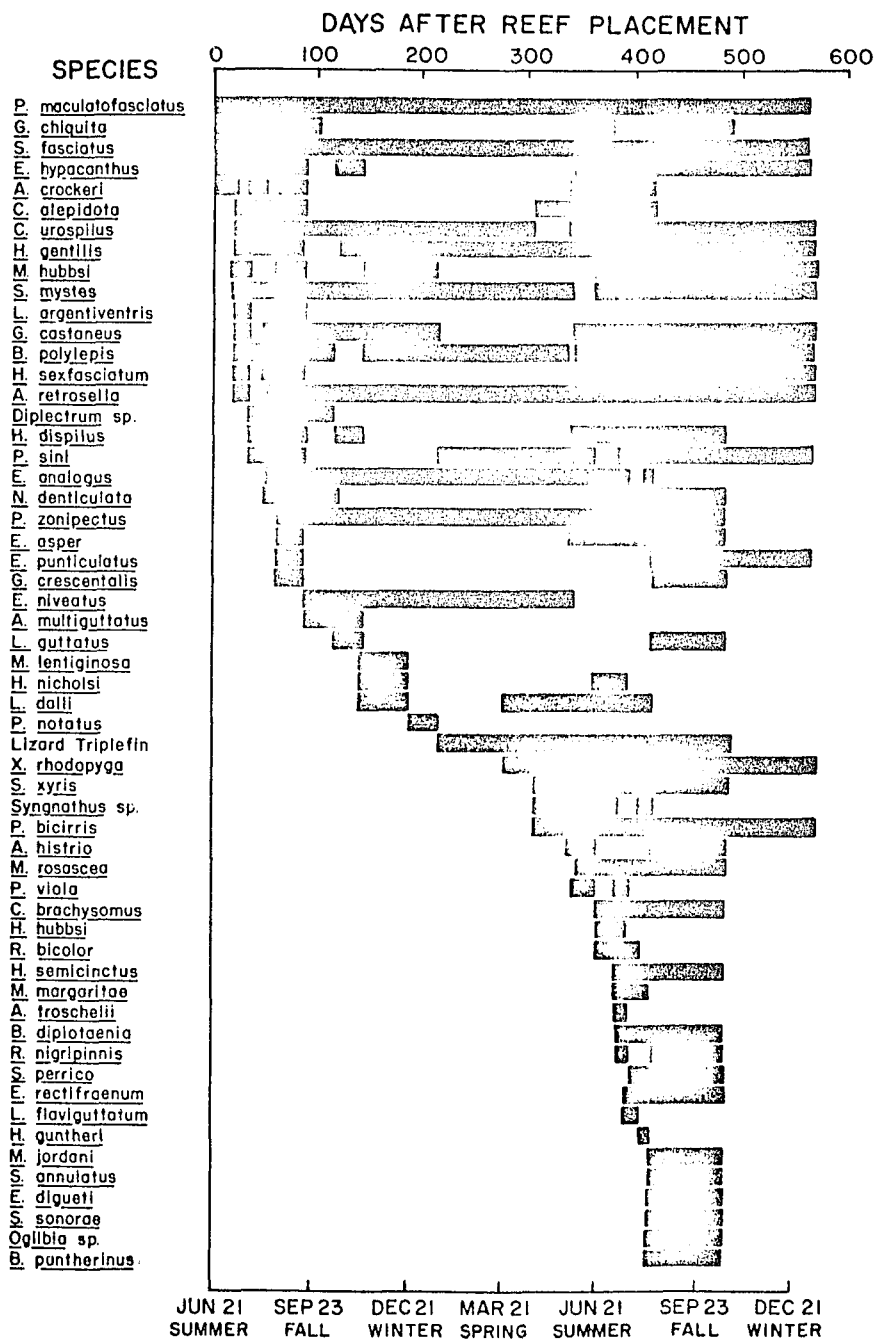 DAYS AFTER REEF PLACEMENT
0 100 200 300 400 500 600
SPECIES
P. maculatofasciatus
G. chiquita
S. fasciatus
E. hypacanthus
A. crockeri
C. alepidota
C. urospilus
H. gentilis
M. hubbsi
S. mystes
L. argentiventris
G. castaneus
B. polylepis
H. sexfasciatum
A. retrosella
Diplectrum sp.
H. dispilus
P. sini
E. analogus
N. denticulata
P. zonipectus
E. asper
E. punticulatus
G. crescentalis
E. niveatus
A. multiguttatus
L. guttatus
M. lentiginosa
H. nicholsi
L. dalli
P. notatus
Lizard Triplefin
X. rhodopyga
S. xyris
Syngnathus sp.
P. bicirris
A. histrio
M. rosascea
P. viola
C. brachysomus
H. hubbsi
R. bicolor
H. semicinctus
M. margaritae
A. troschelii
B. diplotaenia
R. nigripinnis
S. perrico
E. rectifraenum
L. flaviguttatum
H. guntheri
M. jordani
S. annulatus
E. digueti
S. sonorae
Ogilbia sp.
B. pantherinus
JUN 21 SEP 23 DEC 21 MAR 21 JUN 21 SEP 23 DEC 21
SUMMER FALL WINTER SPRING SUMMER FALL WINTER